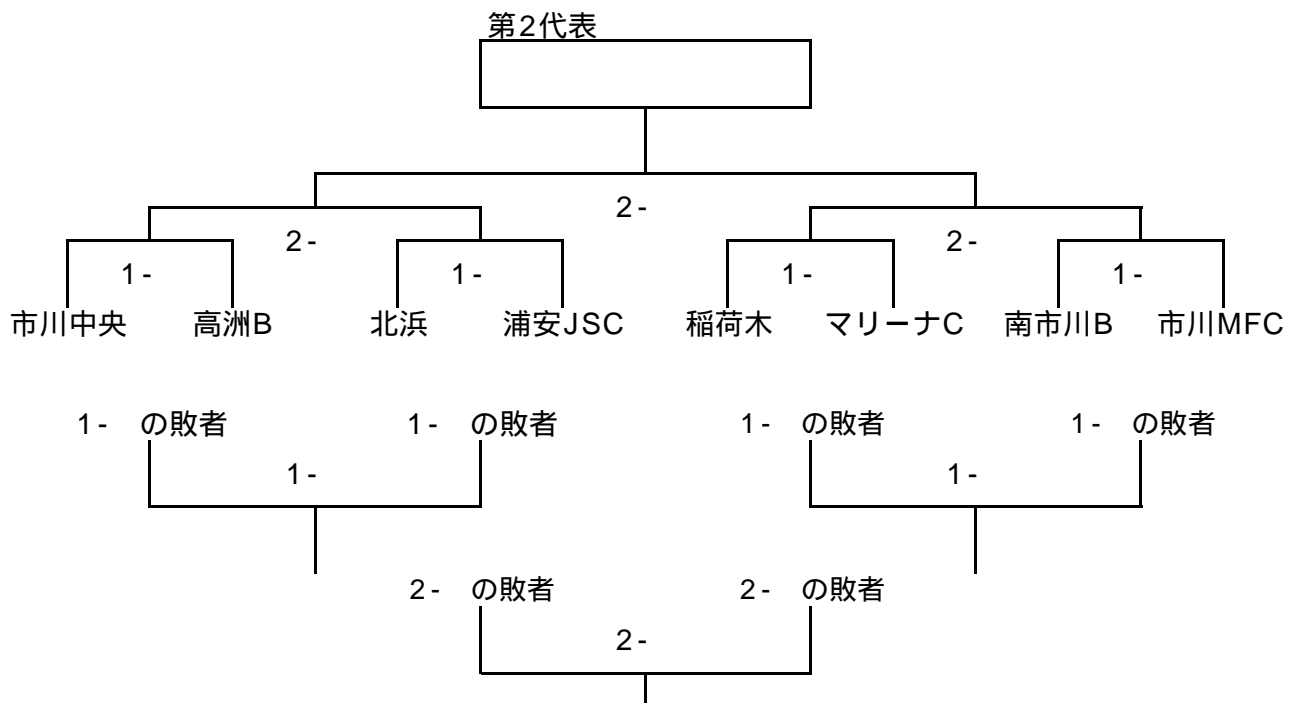 第2代表
2-
2- 2-
1- 1- 1- 1-
市川中央 高洲B 北浜 浦安JSC 稲荷木 マリーナC 南市川B 市川MFC
1- の敗者 1- の敗者 1- の敗者 1- の敗者
1- 1-
2- の敗者 2- の敗者
2-